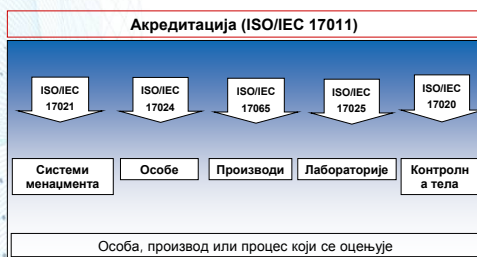 Акредитација (ISO/IEC 17011)
ISO/IEC 17021
ISO/IEC 17024
ISO/IEC 17065
ISO/IEC 17025
ISO/IEC 17020
Системи менаџмента
Особе
Производи
Лабораторије
Контролн а тела
Особа, производ или процес који се оцењује